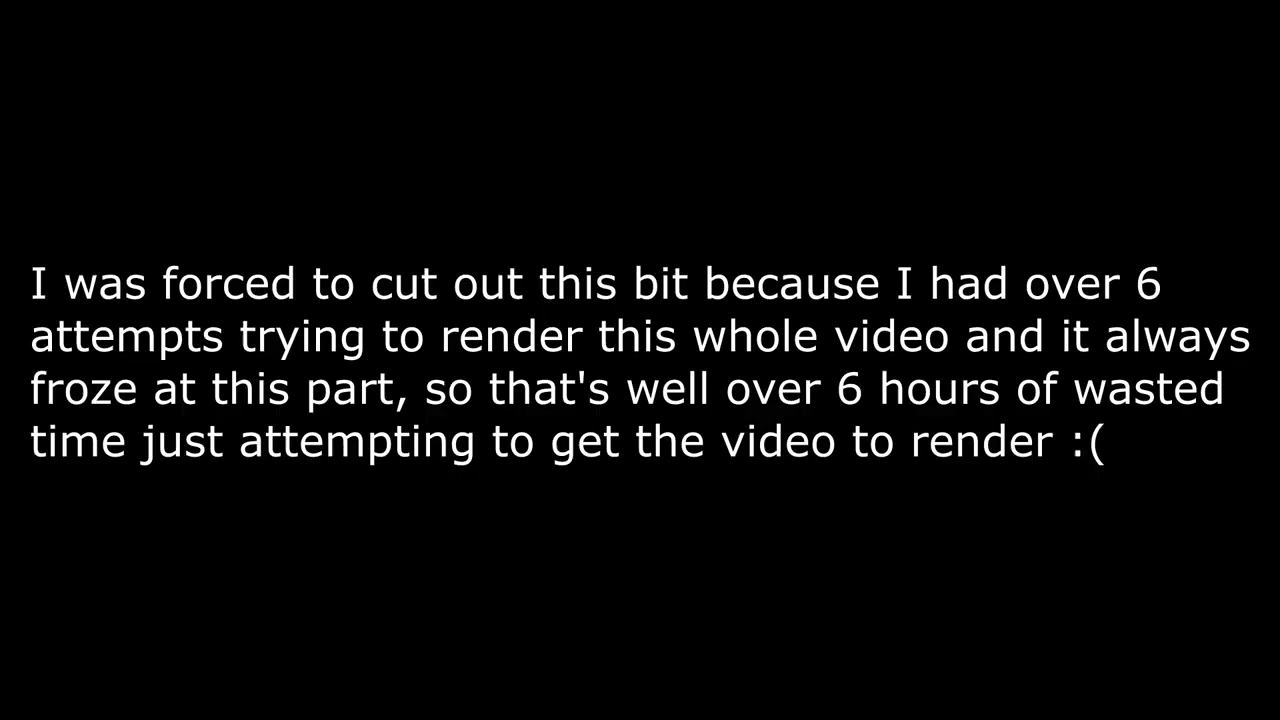 I was forced to cut out this bit because I had over 6
attempts trying to render this whole video and it always
froze at this part, so that's well over 6 hours of wasted
time just attempting to get the video to render :(